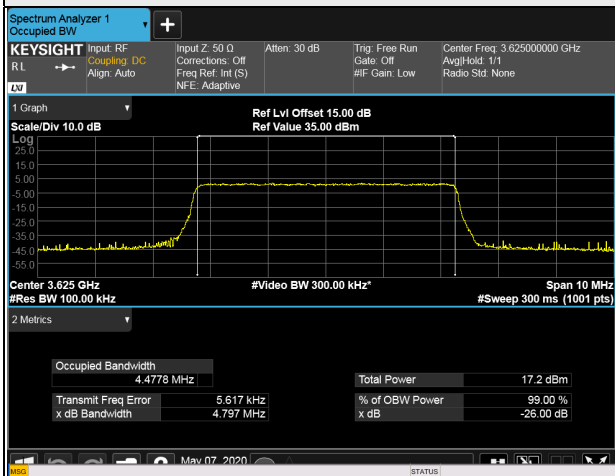 Spectrum Analyzer 1
Occupied BW
KEYSIGHT Input: RF Input Z: 50 Ω Atten: 30 dB Trig: Free Run Center Freq: 3.625000000 GHz
R L Coupling: DC Corrections: Off Gate: Off Avg|Hold: 1/1
Align: Auto Freq Ref: Int (S) #IF Gain: Low Radio Std: None
LXI NFE: Adaptive
1 Graph Ref Lvl Offset 15.00 dB
Scale/Div 10.0 dB Ref Value 35.00 dBm
Log
25.0
15.0
5.00
-5.00
-15.0
-25.0
-35.0
-45.0
-55.0
Center 3.625 GHz #Video BW 300.00 kHz* Span 10 MHz
#Res BW 100.00 kHz #Sweep 300 ms (1001 pts)
2 Metrics
Occupied Bandwidth
4.4778 MHz Total Power 17.2 dBm
Transmit Freq Error 5.617 kHz % of OBW Power 99.00 %
x dB Bandwidth 4.797 MHz x dB -26.00 dB
May 07, 2020
MSG STATUS